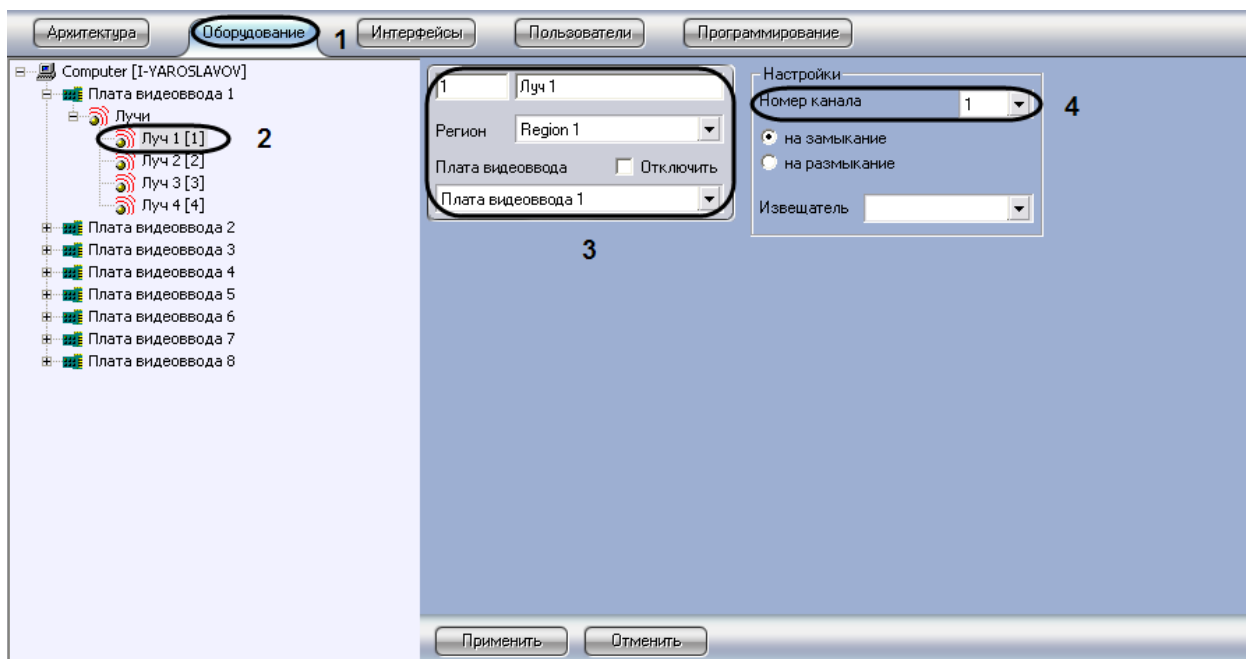 Архитектура Оборудование 1 Интерфейсы Пользователи Программирование
Computer [I-YAROSLAVOV]
Плата видеоввода 1
Лучи
Луч 1 [1] 2
Луч 2 [2]
Луч 3 [3]
Луч 4 [4]
Плата видеоввода 2
Плата видеоввода 3
Плата видеоввода 4
Плата видеоввода 5
Плата видеоввода 6
Плата видеоввода 7
Плата видеоввода 8
1 Луч 1
Регион Region 1
Плата видеоввода Отключить
Плата видеоввода 1
3
Настройки
Номер канала 1 4
на замыкание
на размыкание
Извещатель
Применить Отменить